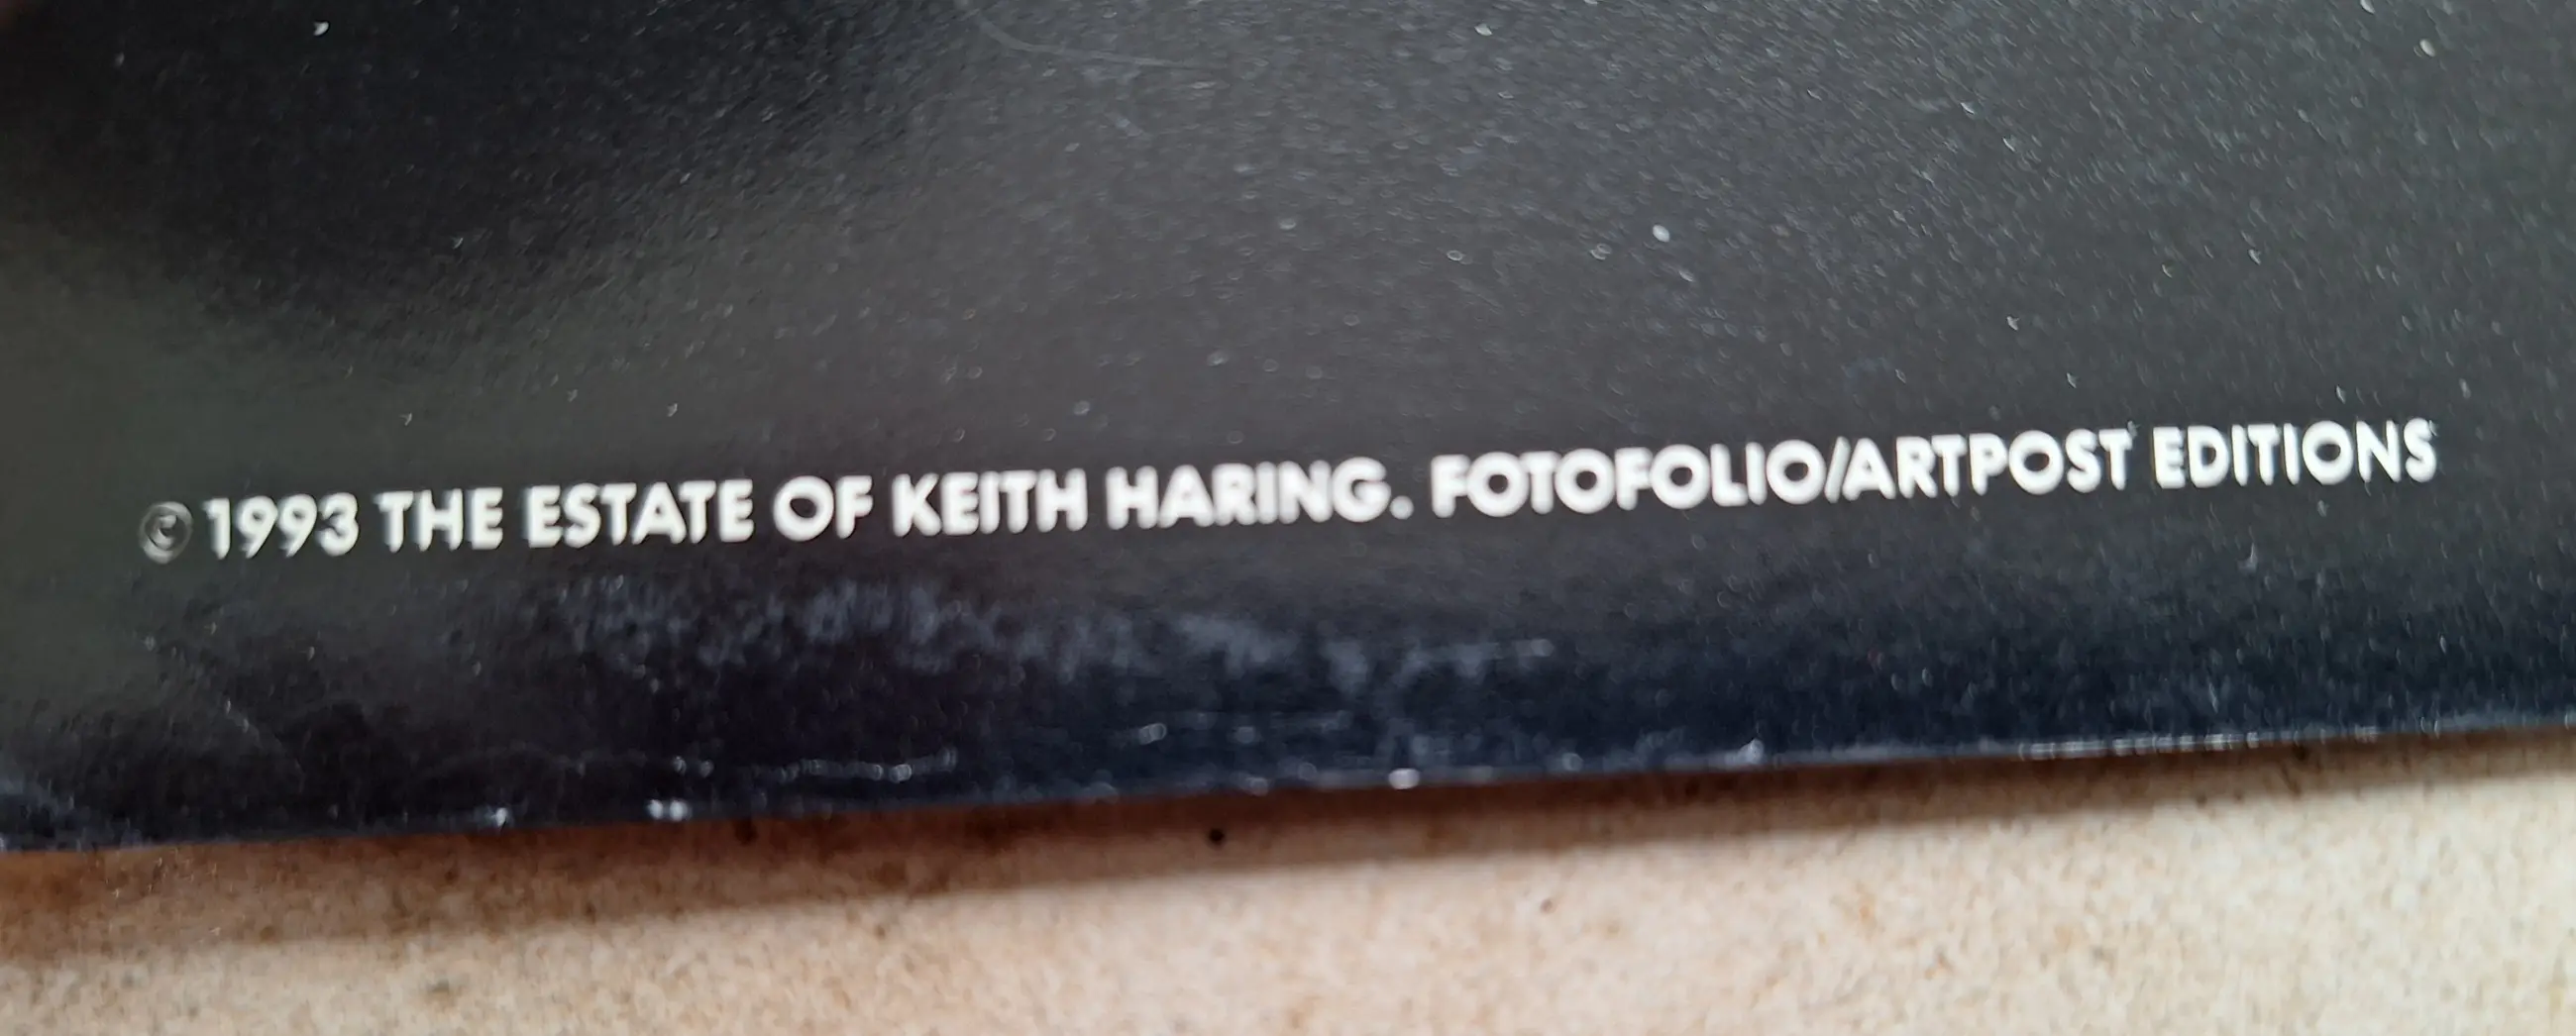 © 1993 THE ESTATE OF KEITH HARING. FOTOFOLIO/ARTPOST EDITIONS